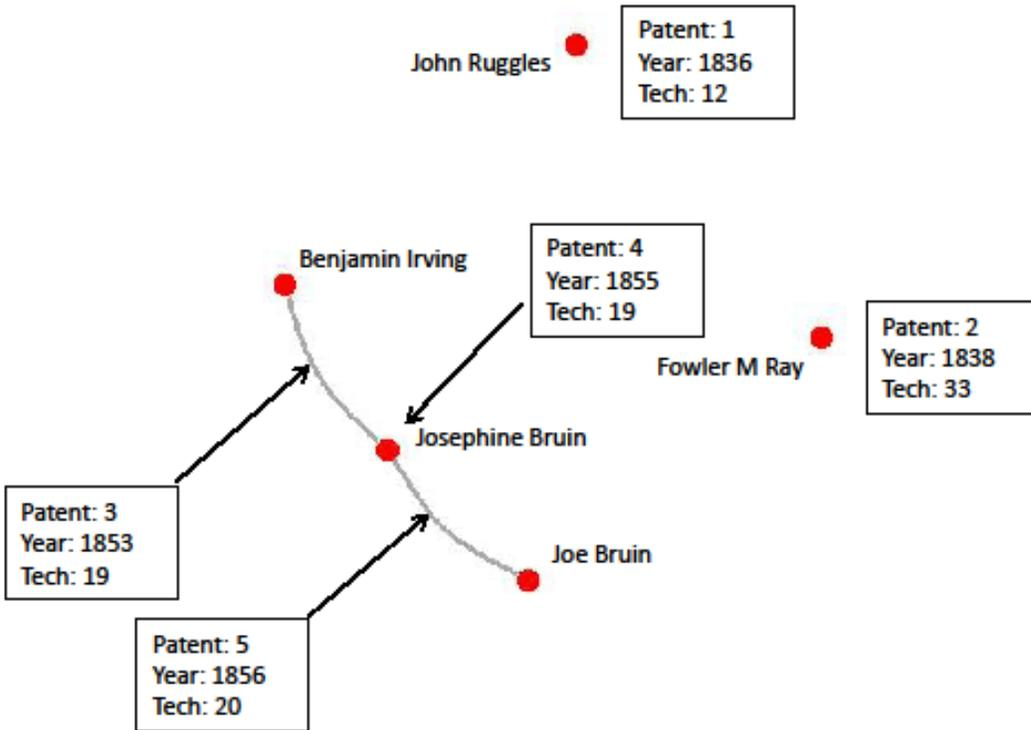 Patent: 1
Year: 1836
Tech: 12
John Ruggles
Benjamin Irving
Patent: 4
Year: 1855
Tech: 19
Patent: 2
Year: 1838
Tech: 33
Fowler M Ray
Josephine Bruin
Patent: 3
Year: 1853
Tech: 19
Joe Bruin
Patent: 5
Year: 1856
Tech: 20